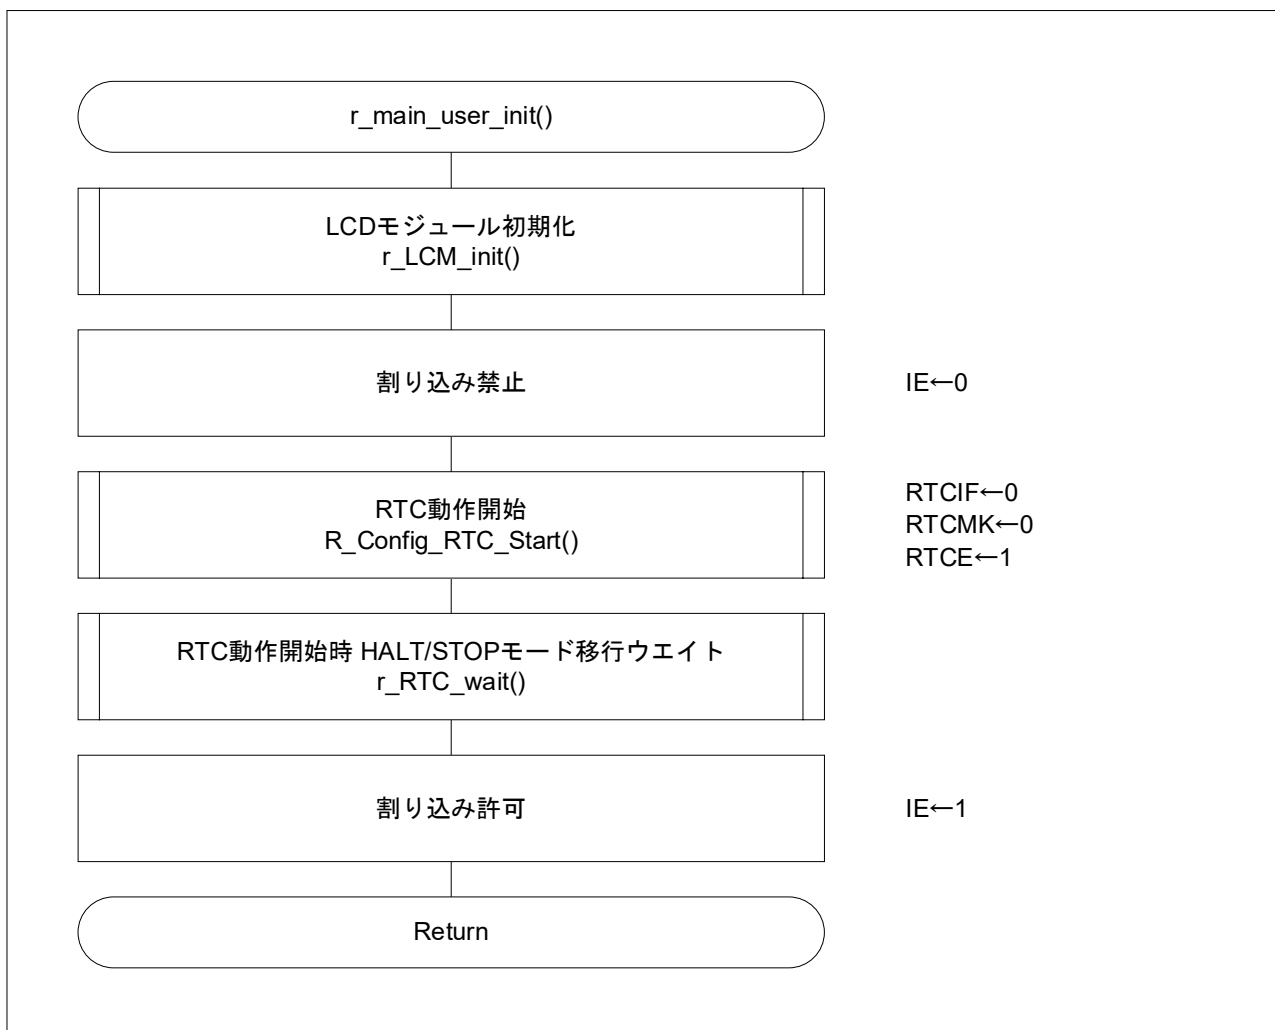 r_main_user_init()
LCDモジュール初期化
r_LCM_init()
割り込み禁止
IE←0
RTC動作開始
R_Config_RTC_Start()
RTCIF←0
RTCMK←0
RTCE←1
RTC動作開始時 HALT/STOPモード移行ウエイト
r_RTC_wait()
割り込み許可
IE←1
Return